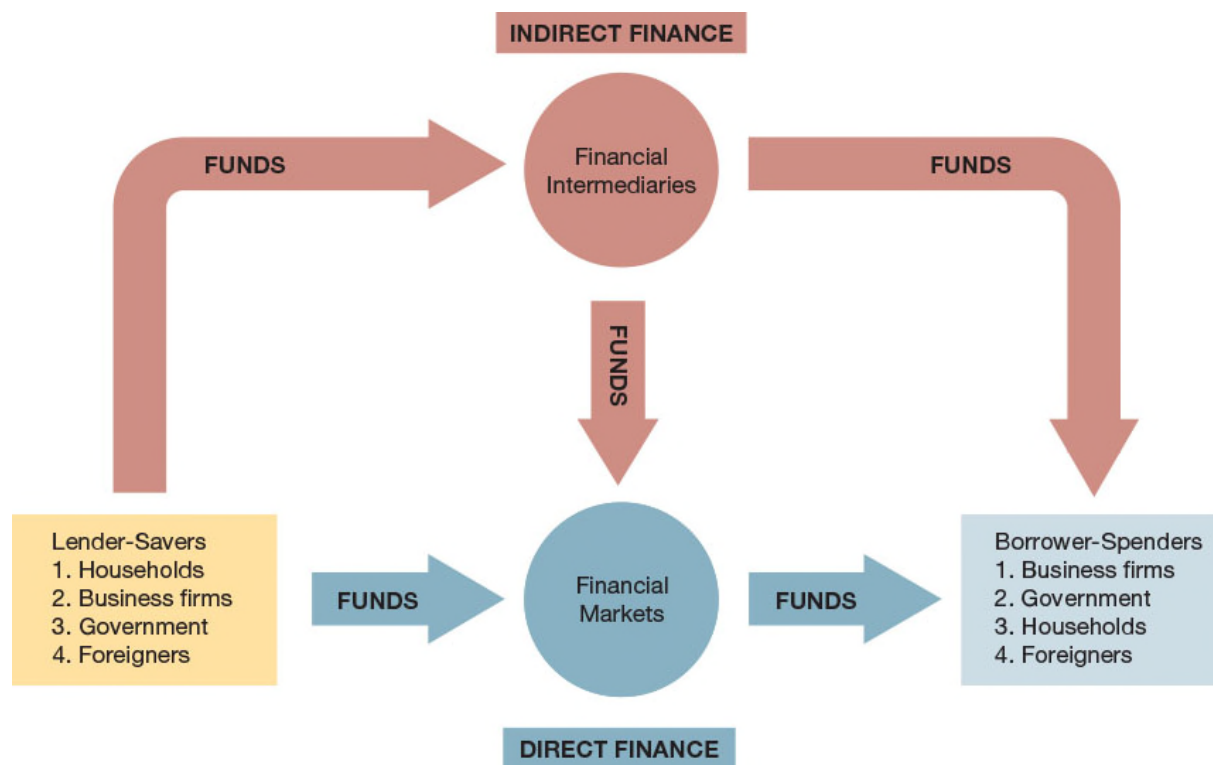 INDIRECT FINANCE
FUNDS
Financial
Intermediaries
FUNDS
FUNDS
Lender-Savers
1. Households
2. Business firms
3. Government
4. Foreigners
FUNDS
Financial
Markets
FUNDS
Borrower-Spenders
1. Business firms
2. Government
3. Households
4. Foreigners
DIRECT FINANCE